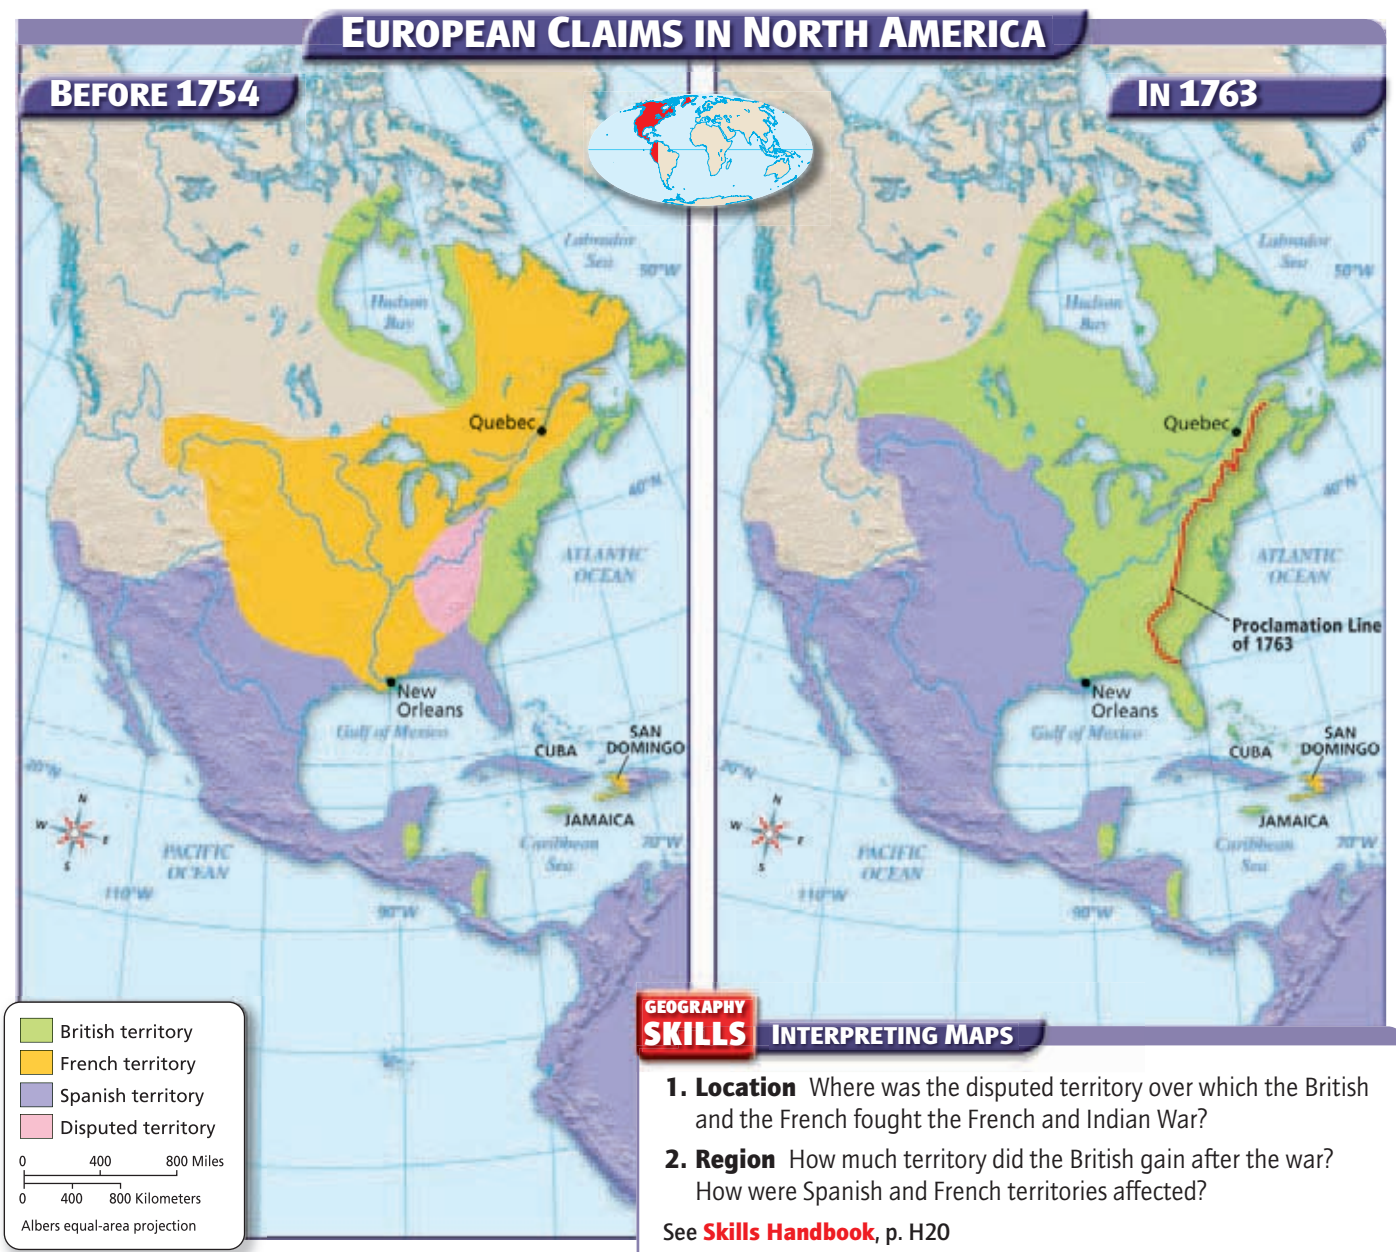 EUROPEAN CLAIMS IN NORTH AMERICA
BEFORE 1754
Labrador
Sea
50°W
Hudson
Bay
Quebec
40°N
ATLANTIC
OCEAN
New
Orleans
Gulf of Mexico
CUBA
SAN
DOMINGO
JAMAICA
20°N
N
W
E
S
PACIFIC
OCEAN
Caribbean
Sea
70°W
110°W
90°W
IN 1763
60°N
Labrador
Sea
50°W
Hudson
Bay
Quebec
40°N
ATLANTIC
OCEAN
Proclamation Line
of 1763
New
Orleans
Gulf of Mexico
CUBA
SAN
DOMINGO
JAMAICA
20°N
N
W
E
S
PACIFIC
OCEAN
Caribbean
Sea
70°W
110°W
90°W
British territory
French territory
Spanish territory
Disputed territory
0 400 800 Miles
0 400 800 Kilometers
Albers equal-area projection
GEOGRAPHY
SKILLS
INTERPRETING MAPS
1. Location Where was the disputed territory over which the British
and the French fought the French and Indian War?
2. Region How much territory did the British gain after the war?
How were Spanish and French territories affected?
See Skills Handbook, p. H20